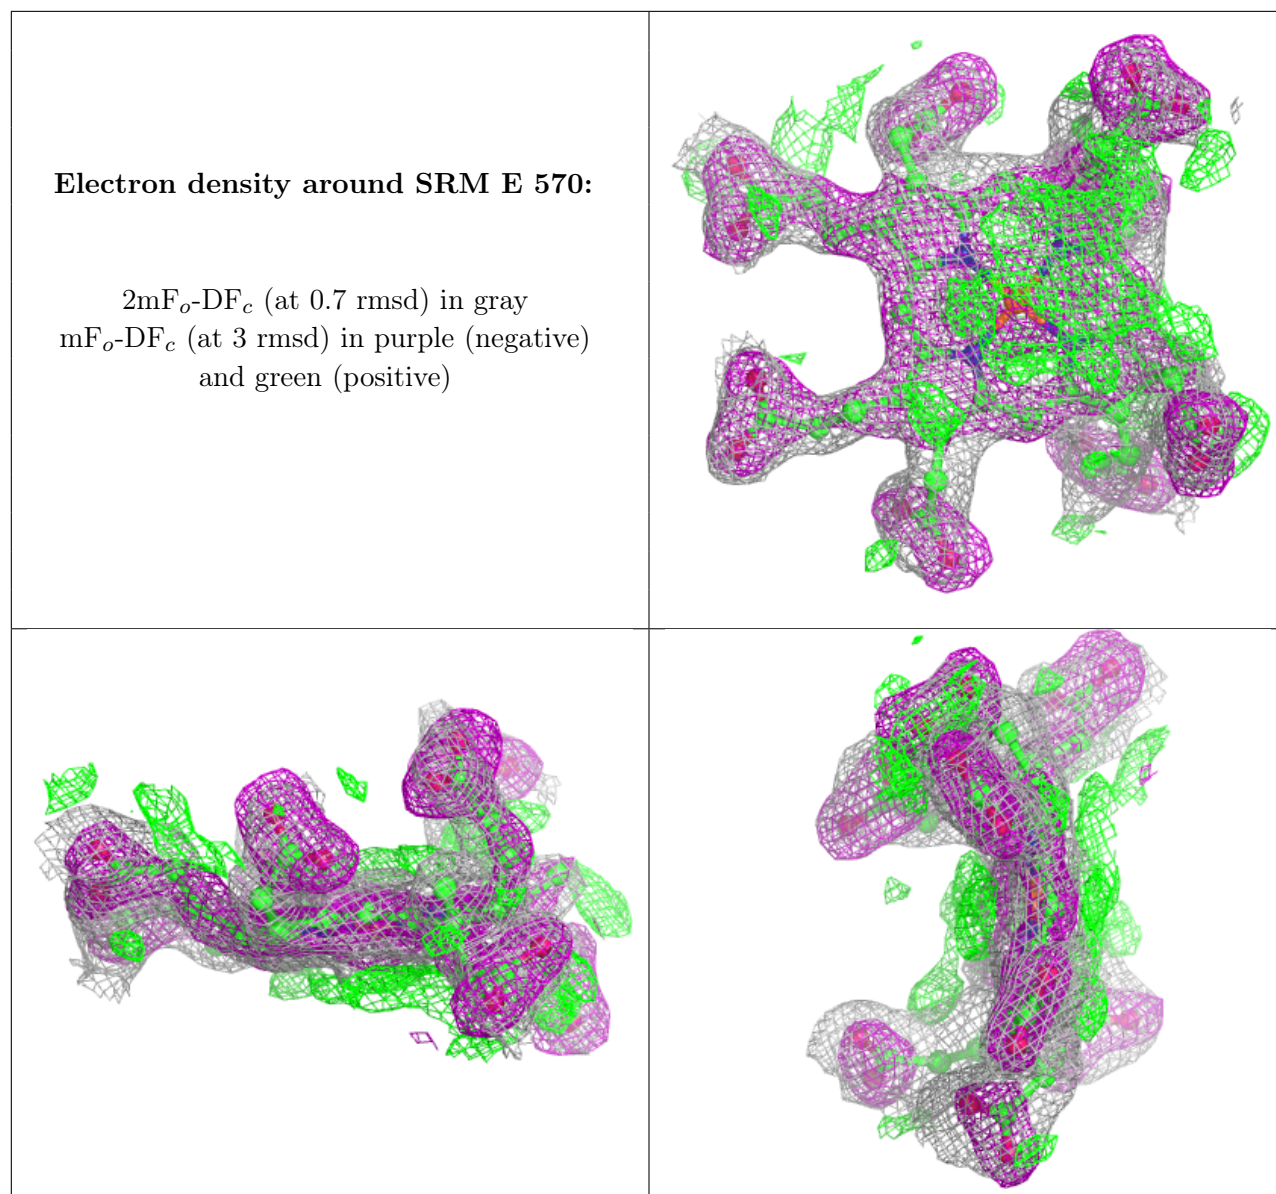 Electron density around SRM E 570:
2mFo-DFc (at 0.7 rmsd) in gray
mFo-DFc (at 3 rmsd) in purple (negative)
and green (positive)